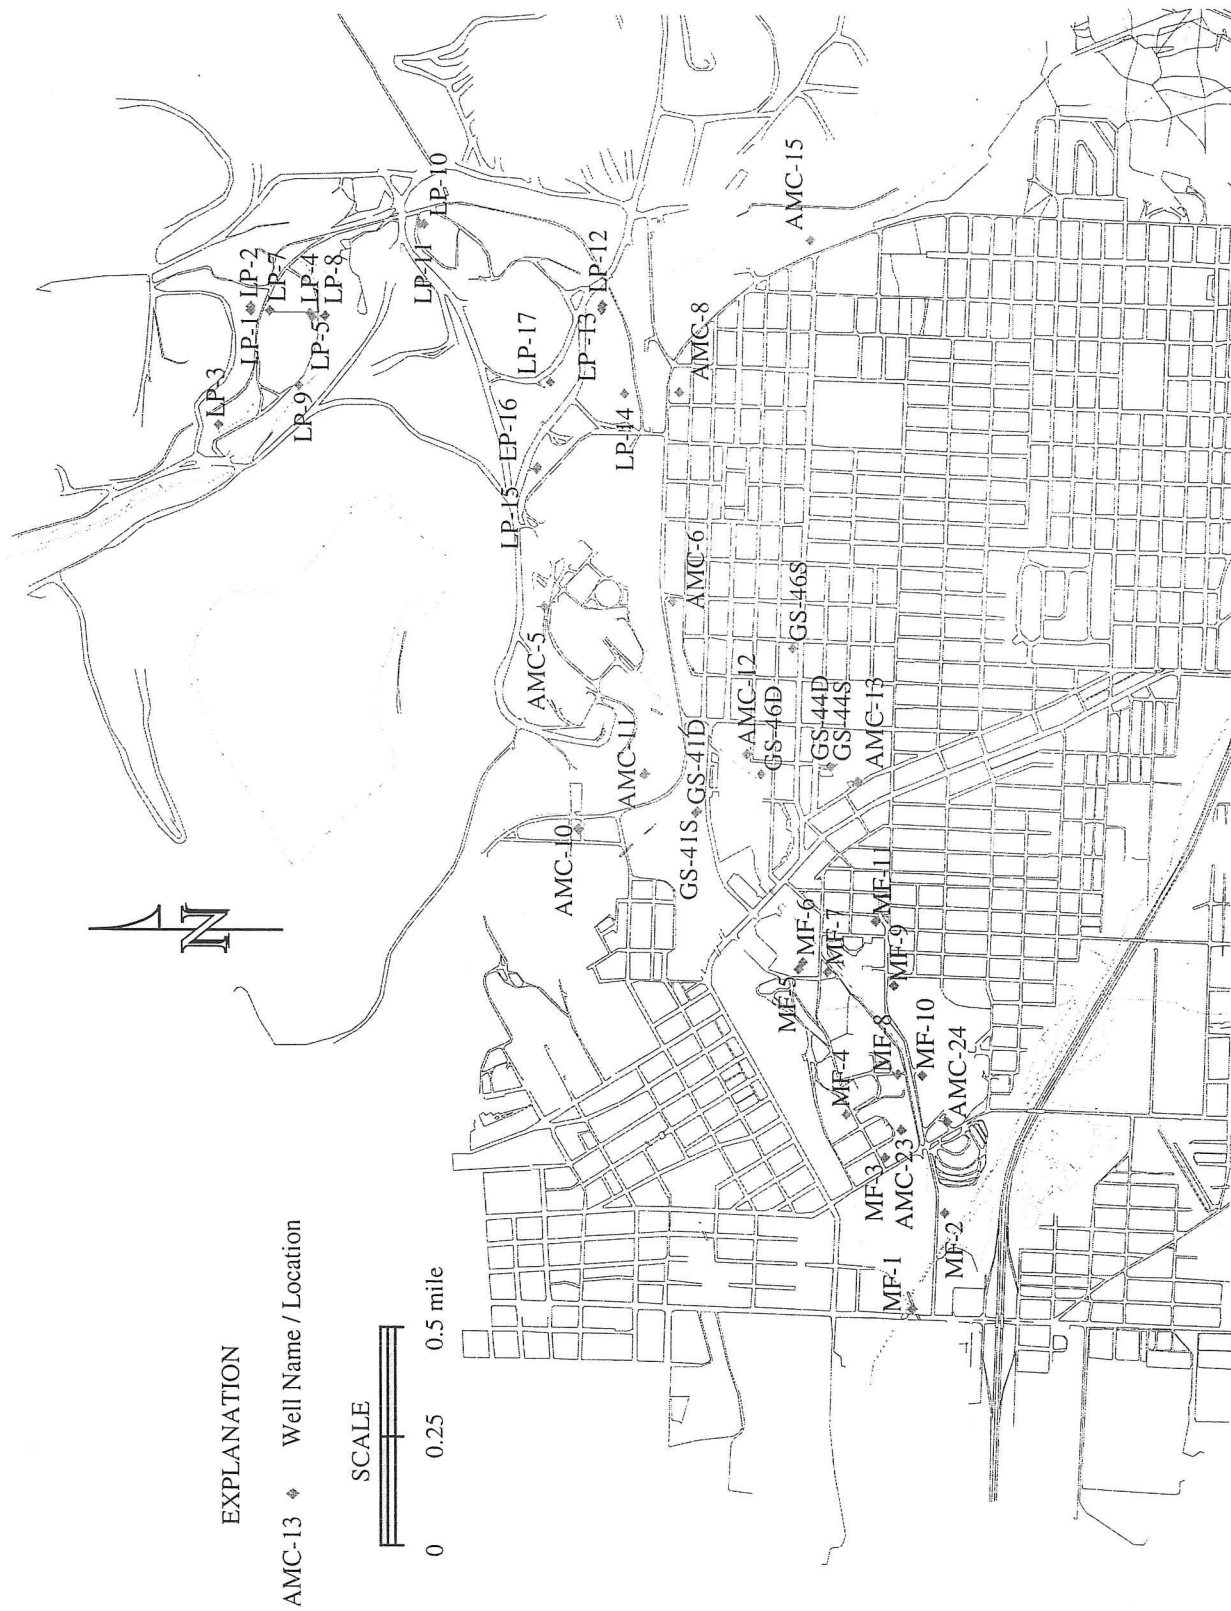 EXPLANATION
AMC-13 Well Name / Location
SCALE
0 0.25 0.5 mile
N
LP-3
LP-1
LP-2
LP-7
LP-4
LP-8
LP-5
LP-9
LP-10
LP-11
LP-12
LP-13
LP-17
LP-16
LP-15
LP-14
AMC-15
AMC-8
AMC-6
AMC-5
AMC-11
AMC-10
GS-41S
GS-41D
AMC-12
GS-46D
GS-46S
GS-44D
GS-44S
AMC-13
MF-11
MF-6
MF-7
MF-9
MF-5
MF-4
MF-8
MF-10
AMC-24
MF-3
AMC-23
MF-2
MF-1